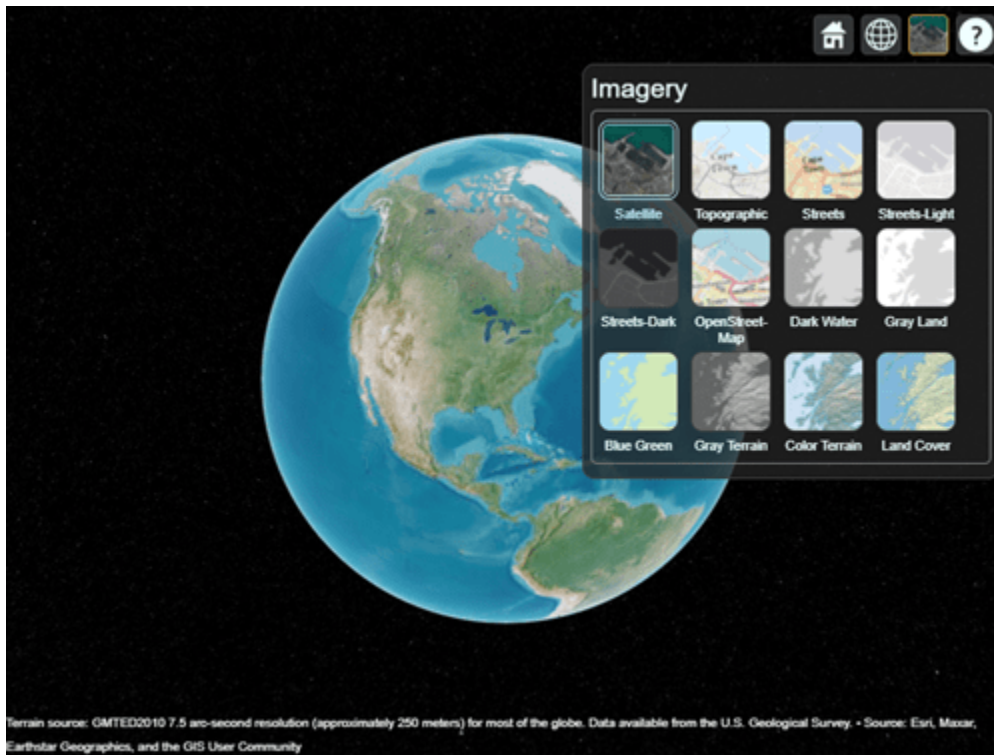 ?
Imagery
Satellite Topographic Streets Streets-Light
Streets-Dark OpenStreet-
Map Dark Water Gray Land
Blue Green Gray Terrain Color Terrain Land Cover
Terrain source: GMTED2010 7.5 arc-second resolution (approximately 250 meters) for most of the globe. Data available from the U.S. Geological Survey. • Source: Esri, Maxar,
Earthstar Geographics, and the GIS User Community